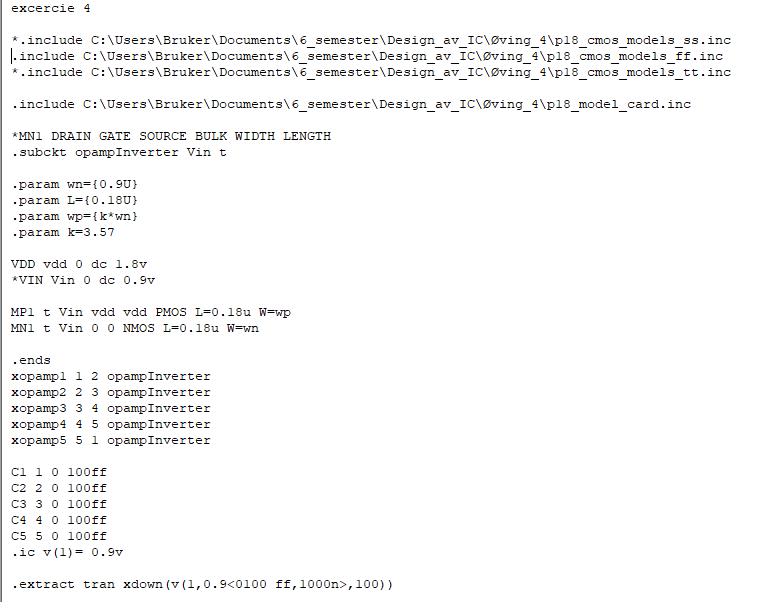 excercie 4
*.include C:\Users\Bruker\Documents\6_semester\Design_av_IC\Øving_4\p18_cmos_models_ss.inc
.include C:\Users\Bruker\Documents\6_semester\Design_av_IC\Øving_4\p18_cmos_models_ff.inc
*.include C:\Users\Bruker\Documents\6_semester\Design_av_IC\Øving_4\p18_cmos_models_tt.inc
.include C:\Users\Bruker\Documents\6_semester\Design_av_IC\Øving_4\p18_model_card.inc
*MN1 DRAIN GATE SOURCE BULK WIDTH LENGTH
.subckt opampInverter Vin t
.param wn={0.9U}
.param L={0.18U}
.param wp={k*wn}
.param k=3.57
VDD vdd 0 dc 1.8v
*VIN Vin 0 dc 0.9v
MP1 t Vin vdd vdd PMOS L=0.18u W=wp
MN1 t Vin 0 0 NMOS L=0.18u W=wn
.ends
xopamp1 1 2 opampInverter
xopamp2 2 3 opampInverter
xopamp3 3 4 opampInverter
xopamp4 4 5 opampInverter
xopamp5 5 1 opampInverter
C1 1 0 100ff
C2 2 0 100ff
C3 3 0 100ff
C4 4 0 100ff
C5 5 0 100ff
.ic v(1)= 0.9v
.extract tran xdown(v(1,0.9<0100 ff,1000n>,100))